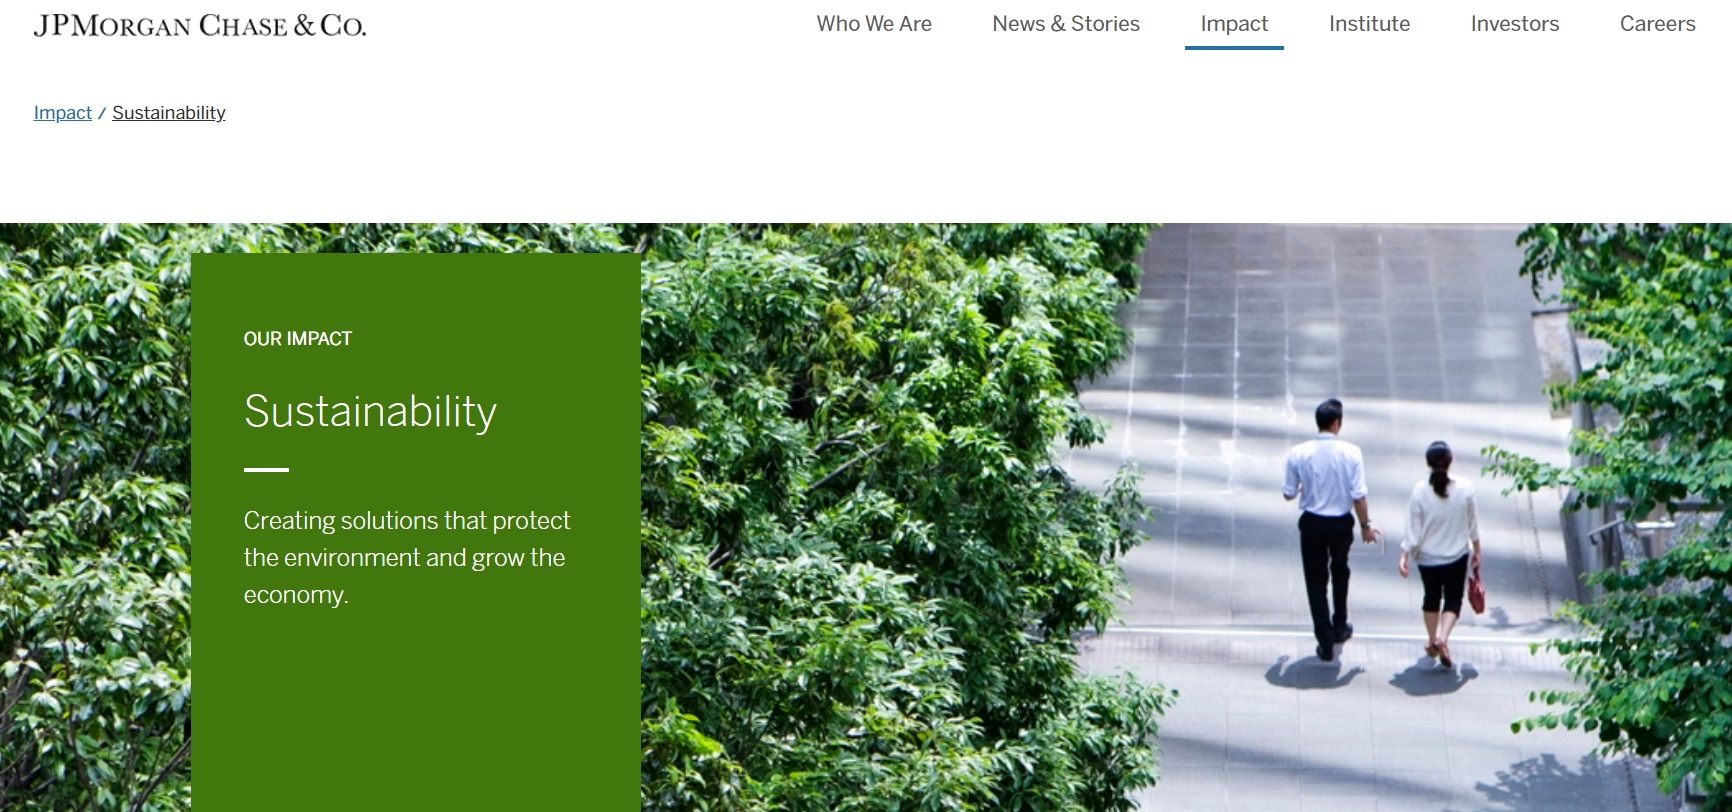 JPMORGAN CHASE & CO.
Who We Are
News & Stories
Impact
Institute
Investors
Careers
Impact / Sustainability
OUR IMPACT
Sustainability
Creating solutions that protect
the environment and grow the
economy.